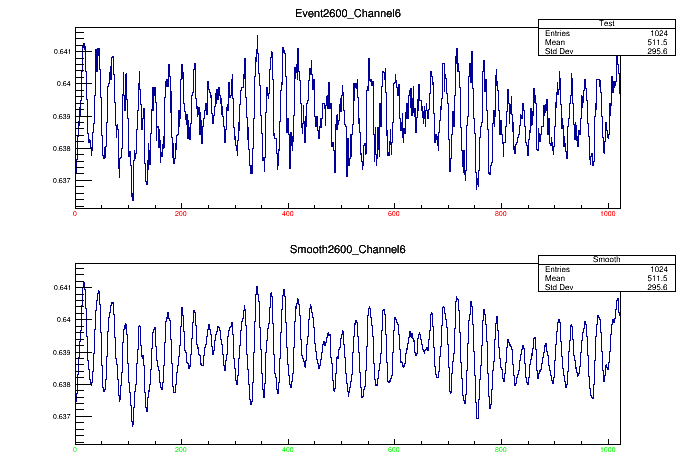 Event2600_Channel6
Test
Entries 1024
Mean 511.5
Std Dev 295.6
0.641
0.64
0.639
0.638
0.637
0 200 400 600 800 1000
Smooth2600_Channel6
Smooth
Entries 1024
Mean 511.5
Std Dev 295.6
0.641
0.64
0.639
0.638
0.637
0 200 400 600 800 1000